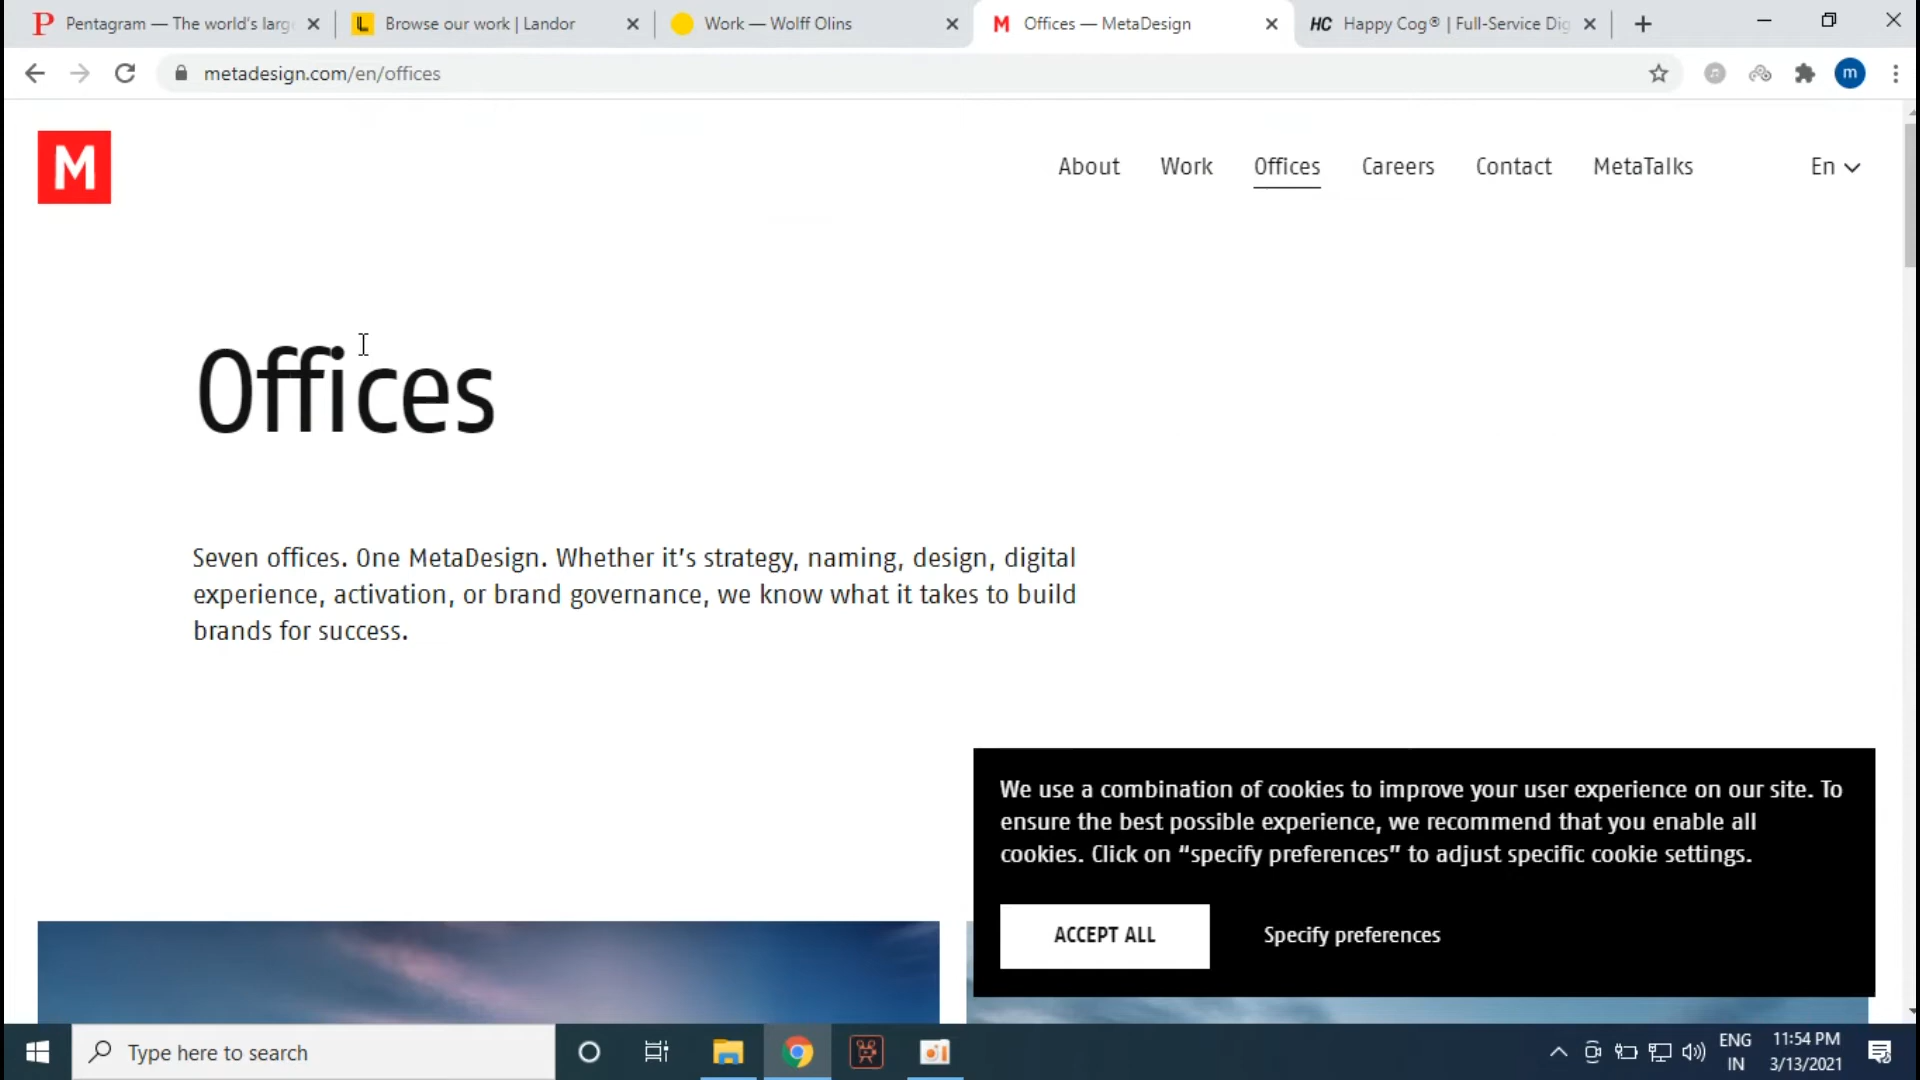 P Pentagram — The world's larg
L Browse our work | Landor
Work — Wolff Olins
M Offices — MetaDesign
HC Happy Cog® | Full-Service Dig
metadesign.com/en/offices
m
M
About Work Offices Careers Contact MetaTalks En
Offices
Seven offices. One MetaDesign. Whether it's strategy, naming, design, digital
experience, activation, or brand governance, we know what it takes to build
brands for success.
We use a combination of cookies to improve your user experience on our site. To
ensure the best possible experience, we recommend that you enable all
cookies. Click on “specify preferences” to adjust specific cookie settings.
ACCEPT ALL Specify preferences
Type here to search
ENG
IN
11:54 PM
3/13/2021